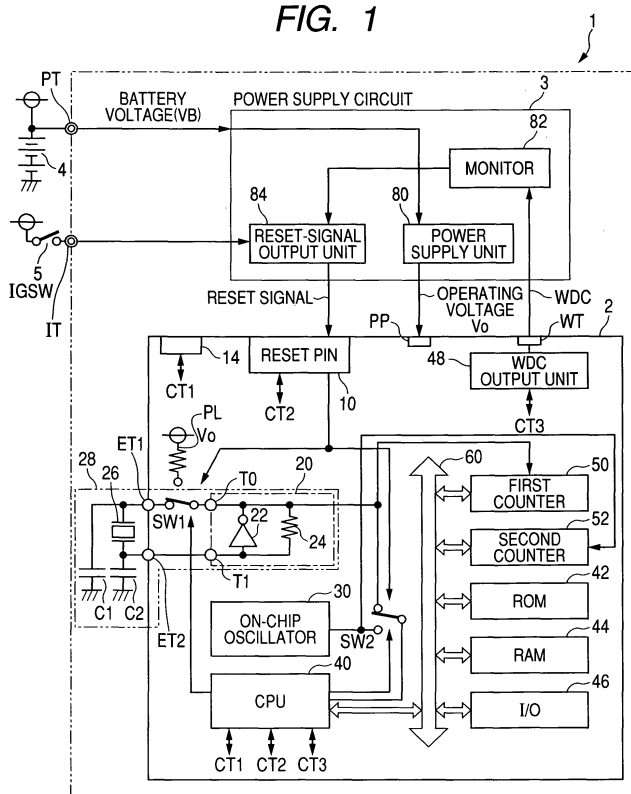 FIG. 1
1
PT
BATTERY
VOLTAGE(VB)
POWER SUPPLY CIRCUIT
3
82
MONITOR
4
84
80
RESET-SIGNAL
OUTPUT UNIT
POWER
SUPPLY UNIT
5
IGSW
IT
RESET SIGNAL
OPERATING
VOLTAGE
Vo
WDC
PP
WT
2
14
RESET PIN
48
WDC
OUTPUT UNIT
CT1
CT2
10
CT3
PL
Vo
60
50
FIRST
COUNTER
28
26
ET1
T0
20
SW1
22
24
52
SECOND
COUNTER
T1
C1
C2
ET2
30
ON-CHIP
OSCILLATOR
SW2
42
ROM
44
RAM
40
CPU
46
I/O
CT1
CT2
CT3